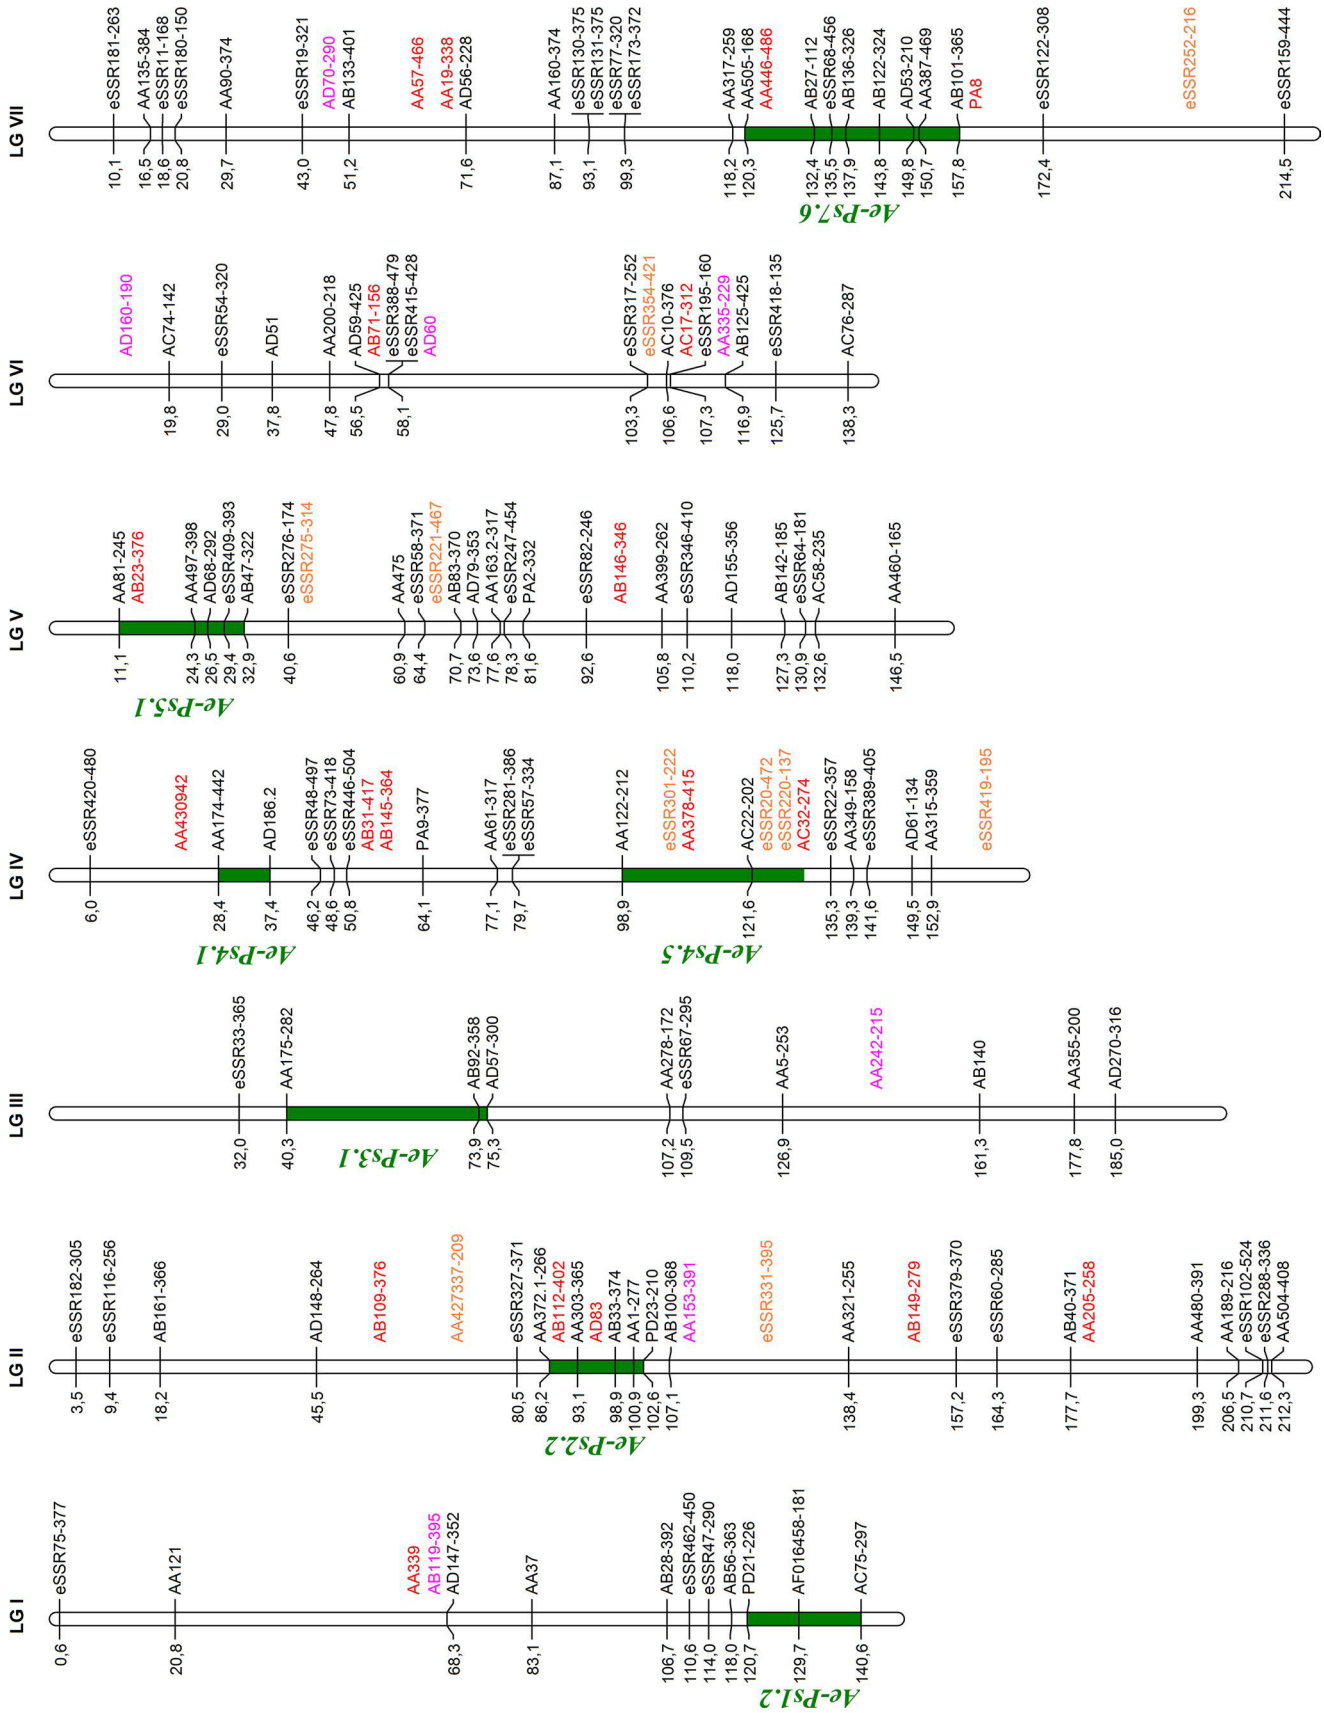 LG I
0,6 eSSR75-377
20,8 AA121
AA339
AB119-395
68,3 AD147-352
83,1 AA37
106,7 AB28-392
110,6 eSSR462-450
114,0 eSSR47-290
118,0 AB56-363
120,7 PD21-226
129,7 AF016458-181
140,6 AC75-297
Ae-Ps1.2
LG II
3,5 eSSR182-305
9,4 eSSR116-256
18,2 AB161-366
45,5 AD148-264
AB109-376
AA427337-209
80,5 eSSR327-371
86,2 AA372.1-266
AB112-402
93,1 AA303-365
AD83
98,9 AB33-374
100,9 AA1-277
102,6 PD23-210
107,1 AB100-368
AA153-391
eSSR331-395
138,4 AA321-255
AB149-279
157,2 eSSR379-370
164,3 eSSR60-285
177,7 AB40-371
AA205-258
199,3 AA480-391
206,5 AA189-216
210,7 eSSR102-524
211,6 eSSR288-336
212,3 AA504-408
Ae-Ps2.2
LG III
32,0 eSSR33-365
40,3 AA175-282
73,9 AB92-358
75,3 AD57-300
107,2 AA278-172
109,5 eSSR67-295
126,9 AA5-253
AA242-215
161,3 AB140
177,8 AA355-200
185,0 AD270-316
Ae-Ps3.1
LG IV
6,0 eSSR420-480
AA430942
28,4 AA174-442
37,4 AD186.2
46,2 eSSR48-497
48,6 eSSR73-418
50,8 eSSR446-504
AB31-417
AB145-364
64,1 PA9-377
77,1 AA61-317
79,7 eSSR281-386
eSSR57-334
98,9 AA122-212
eSSR301-222
AA378-415
121,6 AC22-202
eSSR20-472
eSSR220-137
AC32-274
135,3 eSSR22-357
139,3 AA349-158
141,6 eSSR389-405
149,5 AD61-134
152,9 AA315-359
eSSR419-195
Ae-Ps4.1
Ae-Ps4.5
LG V
11,1 AA81-245
AB23-376
24,3 AA497-398
26,5 AD68-292
29,4 eSSR409-393
32,9 AB47-322
40,6 eSSR276-174
eSSR275-314
60,9 AA475
64,4 eSSR58-371
eSSR221-467
70,7 AB83-370
73,6 AD79-353
77,6 AA163.2-317
78,3 eSSR247-454
81,6 PA2-332
92,6 eSSR82-246
AB146-346
105,8 AA399-262
110,2 eSSR346-410
118,0 AD155-356
127,3 AB142-185
130,9 eSSR64-181
132,6 AC58-235
146,5 AA460-165
Ae-Ps5.1
LG VI
AD160-190
19,8 AC74-142
29,0 eSSR54-320
37,8 AD51
47,8 AA200-218
56,5 AD59-425
AB71-156
58,1 eSSR388-479
eSSR415-428
AD60
103,3 eSSR317-252
eSSR354-421
106,6 AC10-376
AC17-312
107,3 eSSR195-160
AA335-229
116,9 AB125-425
125,7 eSSR418-135
138,3 AC76-287
LG VII
10,1 eSSR181-263
16,5 AA135-384
18,6 eSSR11-168
20,8 eSSR180-150
29,7 AA90-374
43,0 eSSR19-321
AD70-290
51,2 AB133-401
AA57-466
AA19-338
71,6 AD56-228
87,1 AA160-374
93,1 eSSR130-375
eSSR131-375
99,3 eSSR77-320
eSSR173-372
118,2 AA317-259
120,3 AA505-168
AA446-486
132,4 AB27-112
135,5 eSSR68-456
137,9 AB136-326
143,8 AB122-324
149,8 AD53-210
150,7 AA387-469
157,8 AB101-365
PA8
172,4 eSSR122-308
eSSR252-216
214,5 eSSR159-444
Ae-Ps7.6